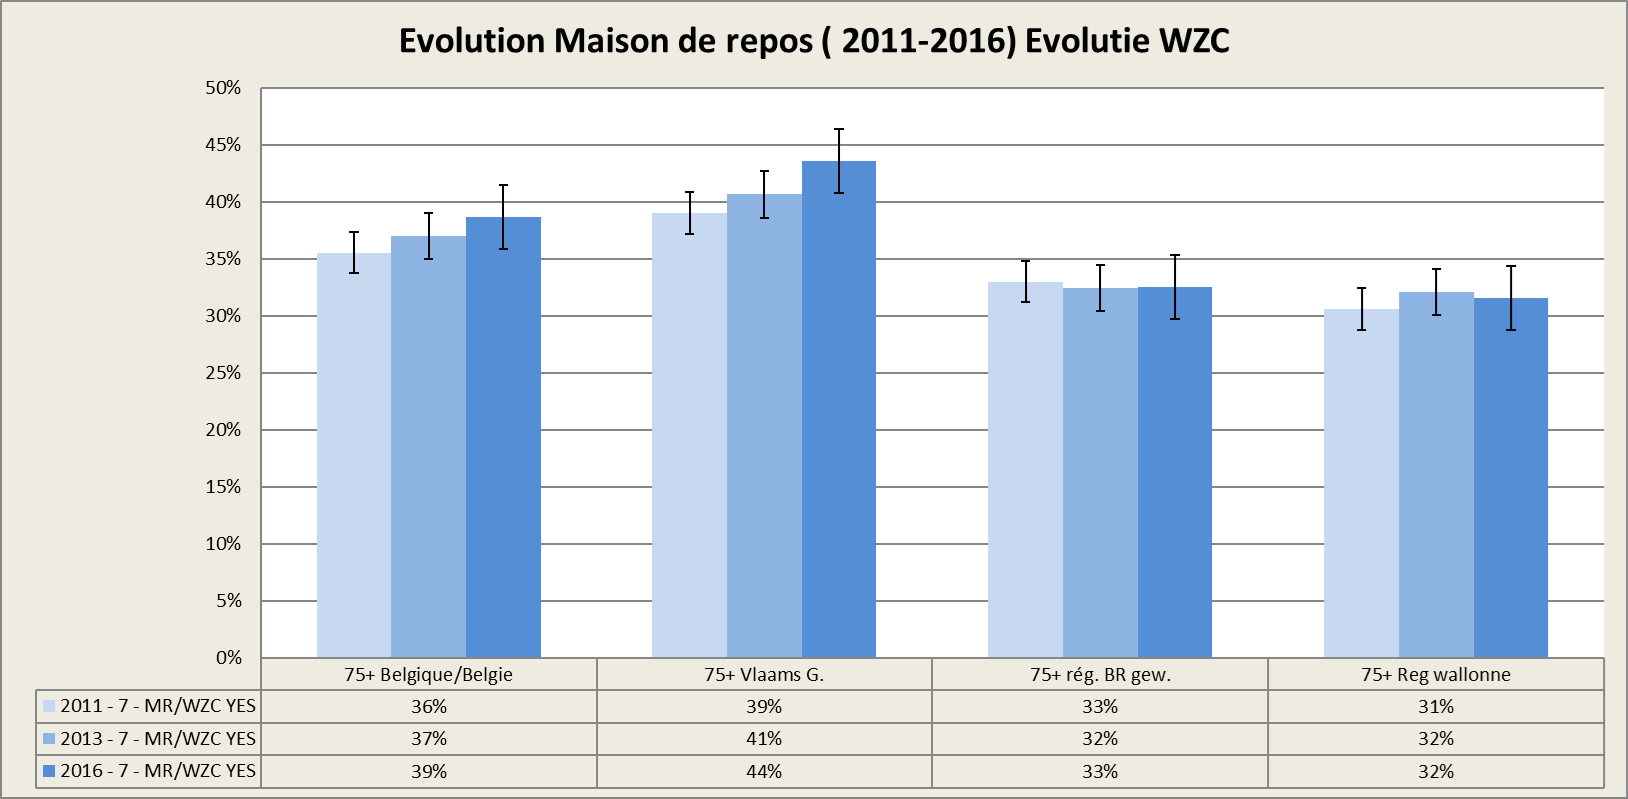 Evolution Maison de repos ( 2011-2016) Evolutie WZC
50%
45%
40%
35%
30%
25%
20%
15%
10%
5%
0%
75+ Belgique/Belgie 75+ Vlaams G. 75+ rég. BR gew. 75+ Reg wallonne
2011 - 7 - MR/WZC YES 36% 39% 33% 31%
2013 - 7 - MR/WZC YES 37% 41% 32% 32%
2016 - 7 - MR/WZC YES 39% 44% 33% 32%